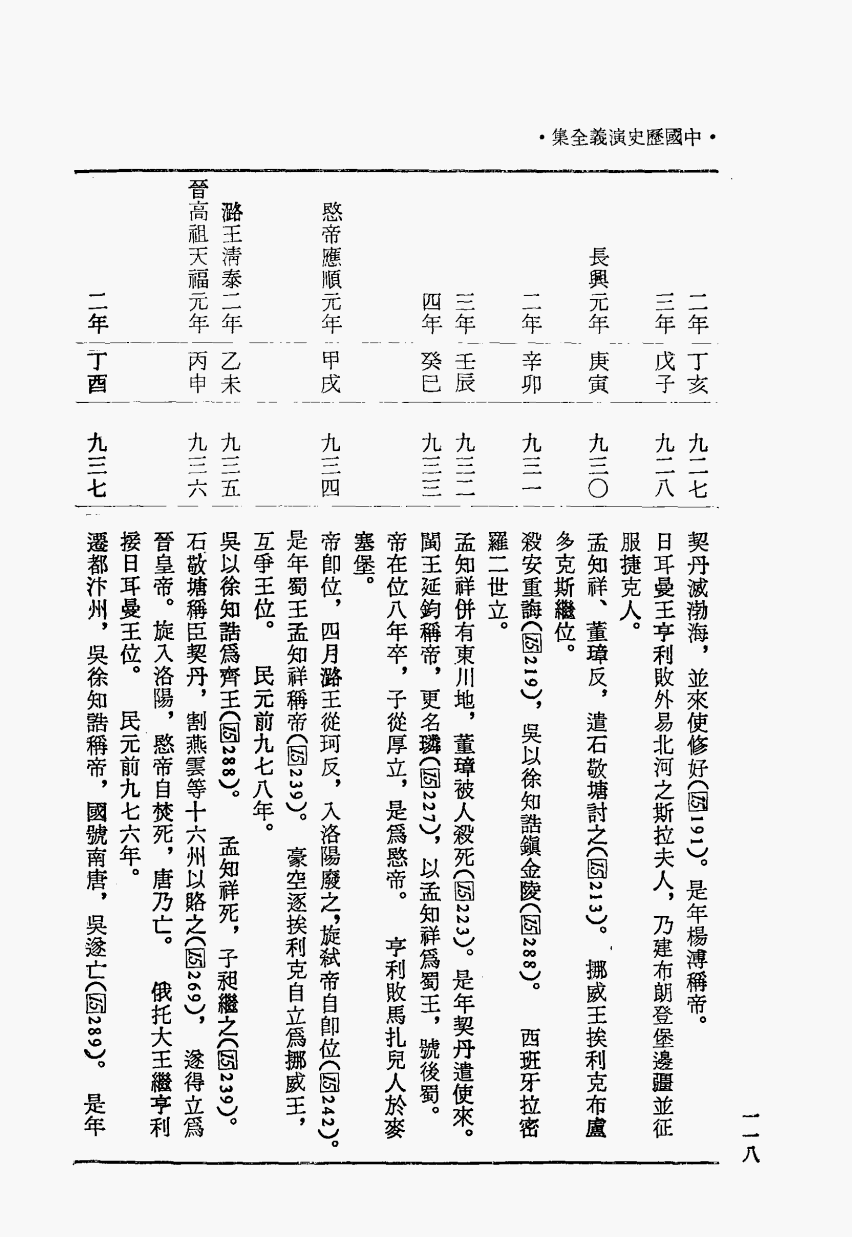 ・中國歷史演義全集・
二年 丁亥 九二七 契丹滅渤海，並來使修好(五191)。是年楊溥稱帝。
三年 戊子 九二八 日耳曼王亨利敗外易北河之斯拉夫人，乃建布朗登堡邊疆並征
服捷克人。
長興元年 庚寅 九三〇 孟知祥、董璋反，遣石敬塘討之(五213)。 挪威王挨利克布盧
多克斯繼位。
二年 辛卯 九三一 殺安重誨(五219)，吳以徐知誥鎭金陵(五288)。 西班牙拉密
羅二世立。
三年 壬辰 九三二 孟知祥併有東川地，董璋被人殺死(五223)。是年契丹遣使來。
四年 癸巳 九三三 閩王延鈞稱帝，更名璘(五227)，以孟知祥爲蜀王，號後蜀。
帝在位八年卒，子從厚立，是爲愍帝。 亨利敗馬扎兒人於麥
塞堡。
愍帝應順元年 甲戌 九三四 帝卽位，四月潞王從珂反，入洛陽廢之，旋弒帝自卽位(五242)。
是年蜀王孟知祥稱帝(五239)。 豪空逐挨利克自立爲挪威王，
互爭王位。 民元前九七八年。
潞王淸泰二年 乙未 九三五 吳以徐知誥爲齊王(五288)。 孟知祥死，子昶繼之(五239)。
晉高祖天福元年 丙申 九三六 石敬塘稱臣契丹，割燕雲等十六州以賂之(五269)，遂得立爲
晉皇帝。旋入洛陽，愍帝自焚死，唐乃亡。 俄托大王繼亨利
接日耳曼王位。 民元前九七六年。
二年 丁酉 九三七 遷都汴州，吳徐知誥稱帝，國號南唐，吳遂亡(五289)。 是年
一一八